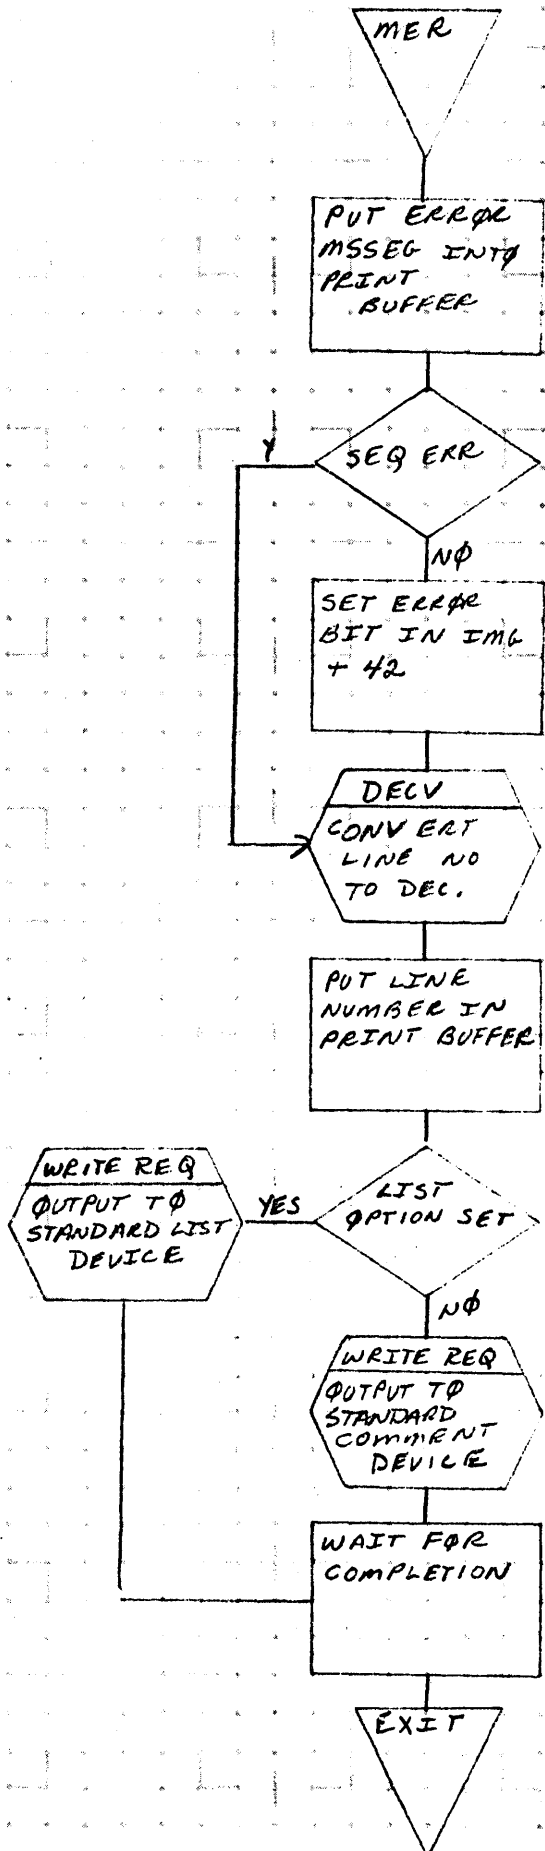 MER
PUT ERRØR
MSSEG INTØ
PRINT
BUFFER
SEQ ERR
Y
NØ
SET ERRØR
BIT IN IMG
+ 42
DECV
CONVERT
LINE NO
TO DEC.
PUT LINE
NUMBER IN
PRINT BUFFER
LIST
ØPTION SET
YES
WRITE REQ
ØUTPUT TØ
STANDARD LIST
DEVICE
NØ
WRITE REQ
ØUTPUT TØ
STANDARD
COMMENT
DEVICE
WAIT FØR
COMPLETION
EXIT